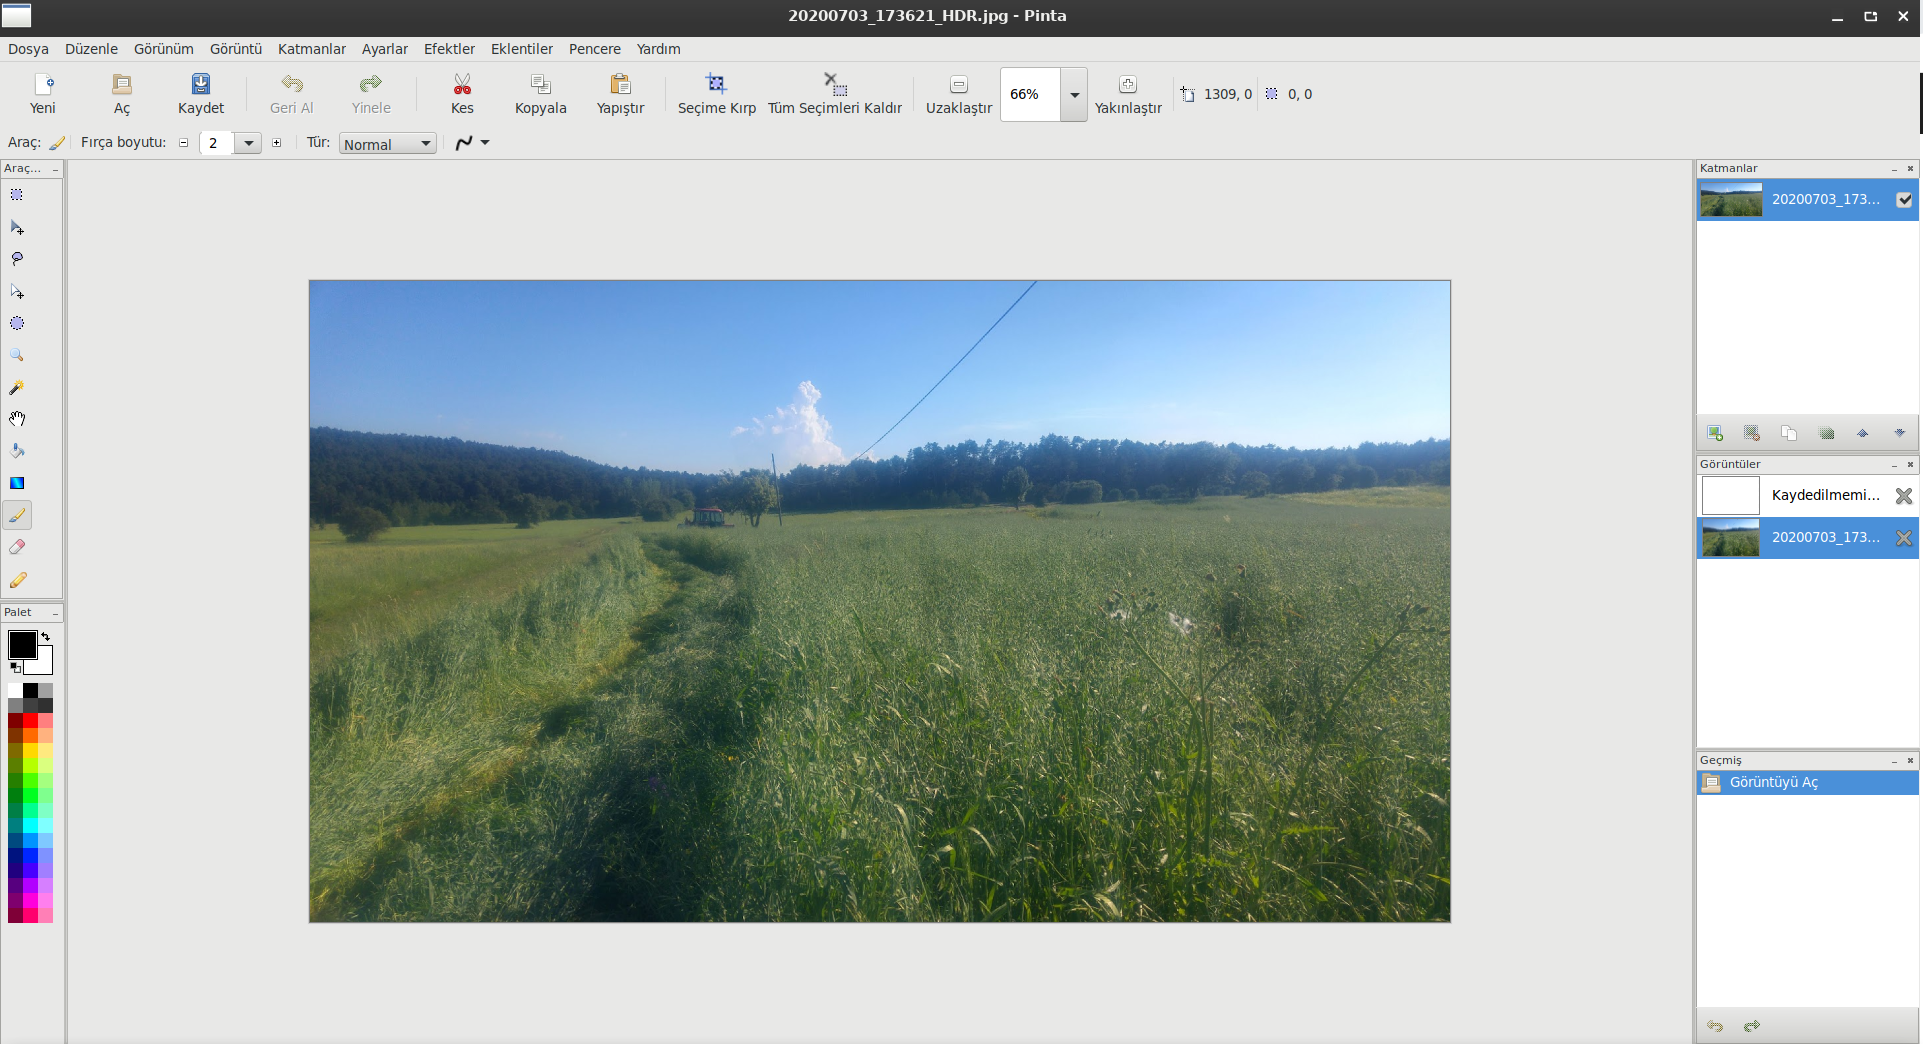 20200703_173621_HDR.jpg - Pinta
Dosya Düzenle Görünüm Görüntü Katmanlar Ayarlar Efektler Eklentiler Pencere Yardım
Yeni Aç Kaydet Geri Al Yinele Kes Kopyala Yapıştır Seçime Kırp Tüm Seçimleri Kaldır Uzaklaştır 66% Yakınlaştır 1309, 0 0, 0
Araç: Fırça boyutu: 2 Tür: Normal
Araç...
Palet
Katmanlar
20200703_173...
Görüntüler
Kaydedilmemi...
20200703_173...
Geçmiş
Görüntüyü Aç